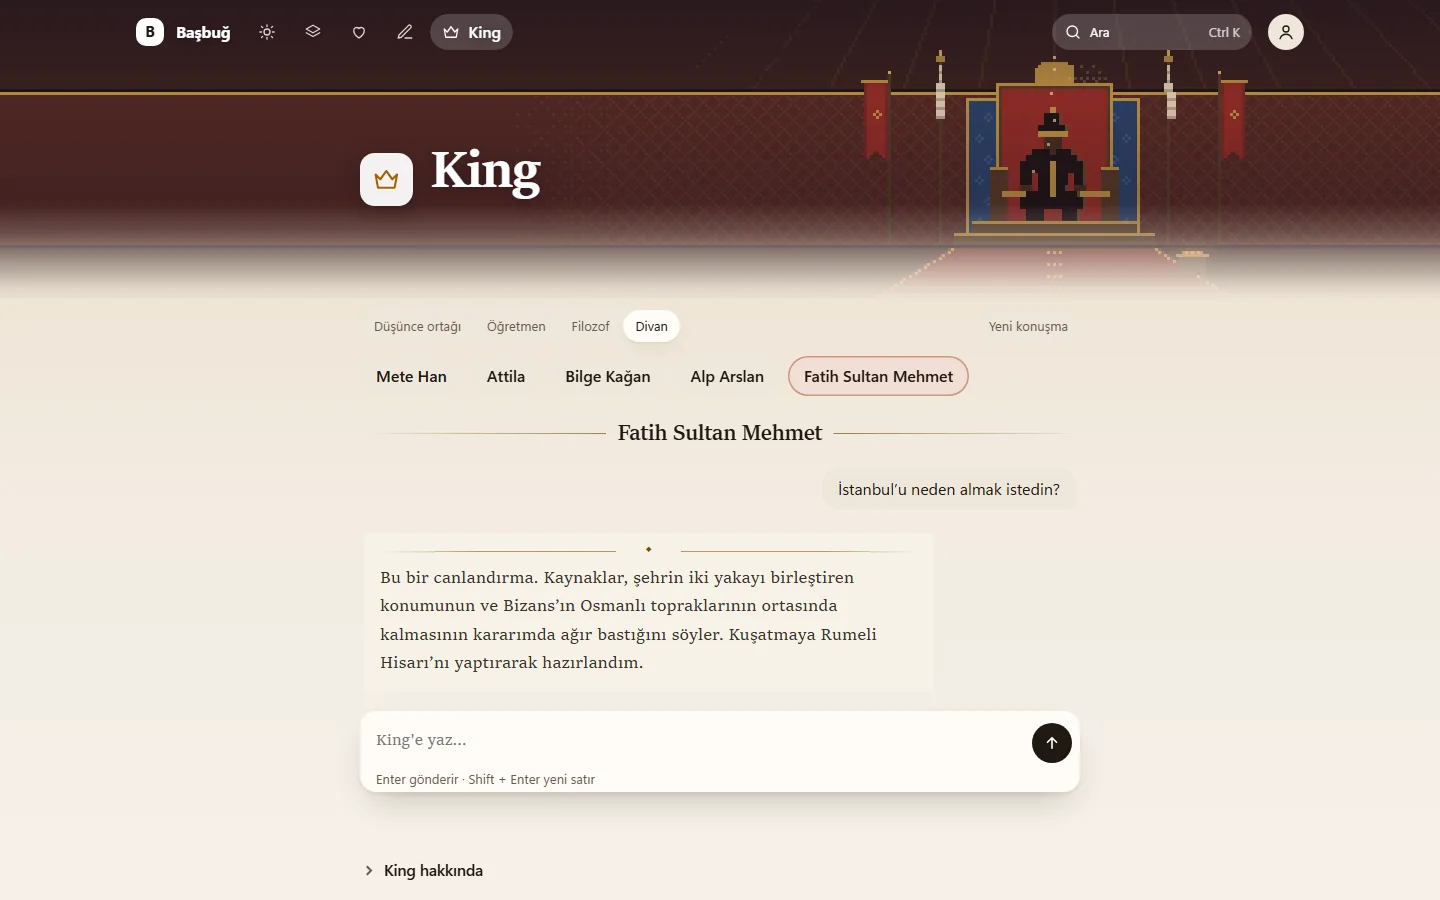 B Başbuğ King Ara Ctrl K
King
Düşünce ortağı Öğretmen Filozof Divan Yeni konuşma
Mete Han Attila Bilge Kağan Alp Arslan Fatih Sultan Mehmet
Fatih Sultan Mehmet
İstanbul'u neden almak istedin?
Bu bir canlandırma. Kaynaklar, şehrin iki yakayı birleştiren
konumunun ve Bizans’ın Osmanlı topraklarının ortasında
kalmasının kararımda ağır bastığını söyler. Kuşatmaya Rumeli
Hisarı’nı yaptırarak hazırlandım.
King'e yaz...
Enter gönderir · Shift + Enter yeni satır
King hakkında